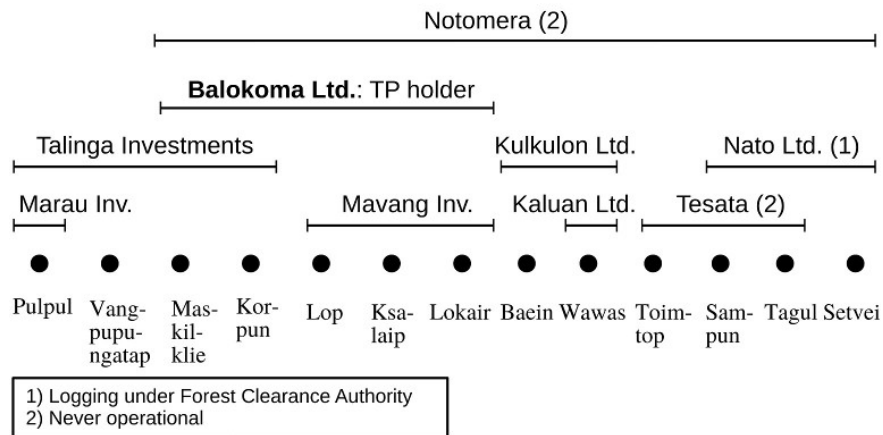 Notomera (2)
Balokoma Ltd.: TP holder
Talinga Investments
Kulkulon Ltd.
Nato Ltd. (1)
Marau Inv.
Mavang Inv.
Kaluan Ltd.
Tesata (2)
Pulpul
Vang-
pupu-
ngatap
Mas-
kil-
klie
Kor-
pun
Lop
Ksa-
laip
Lokair
Baein
Wawas
Toim-
top
Sam-
pun
Tagul
Setvei
1) Logging under Forest Clearance Authority
2) Never operational